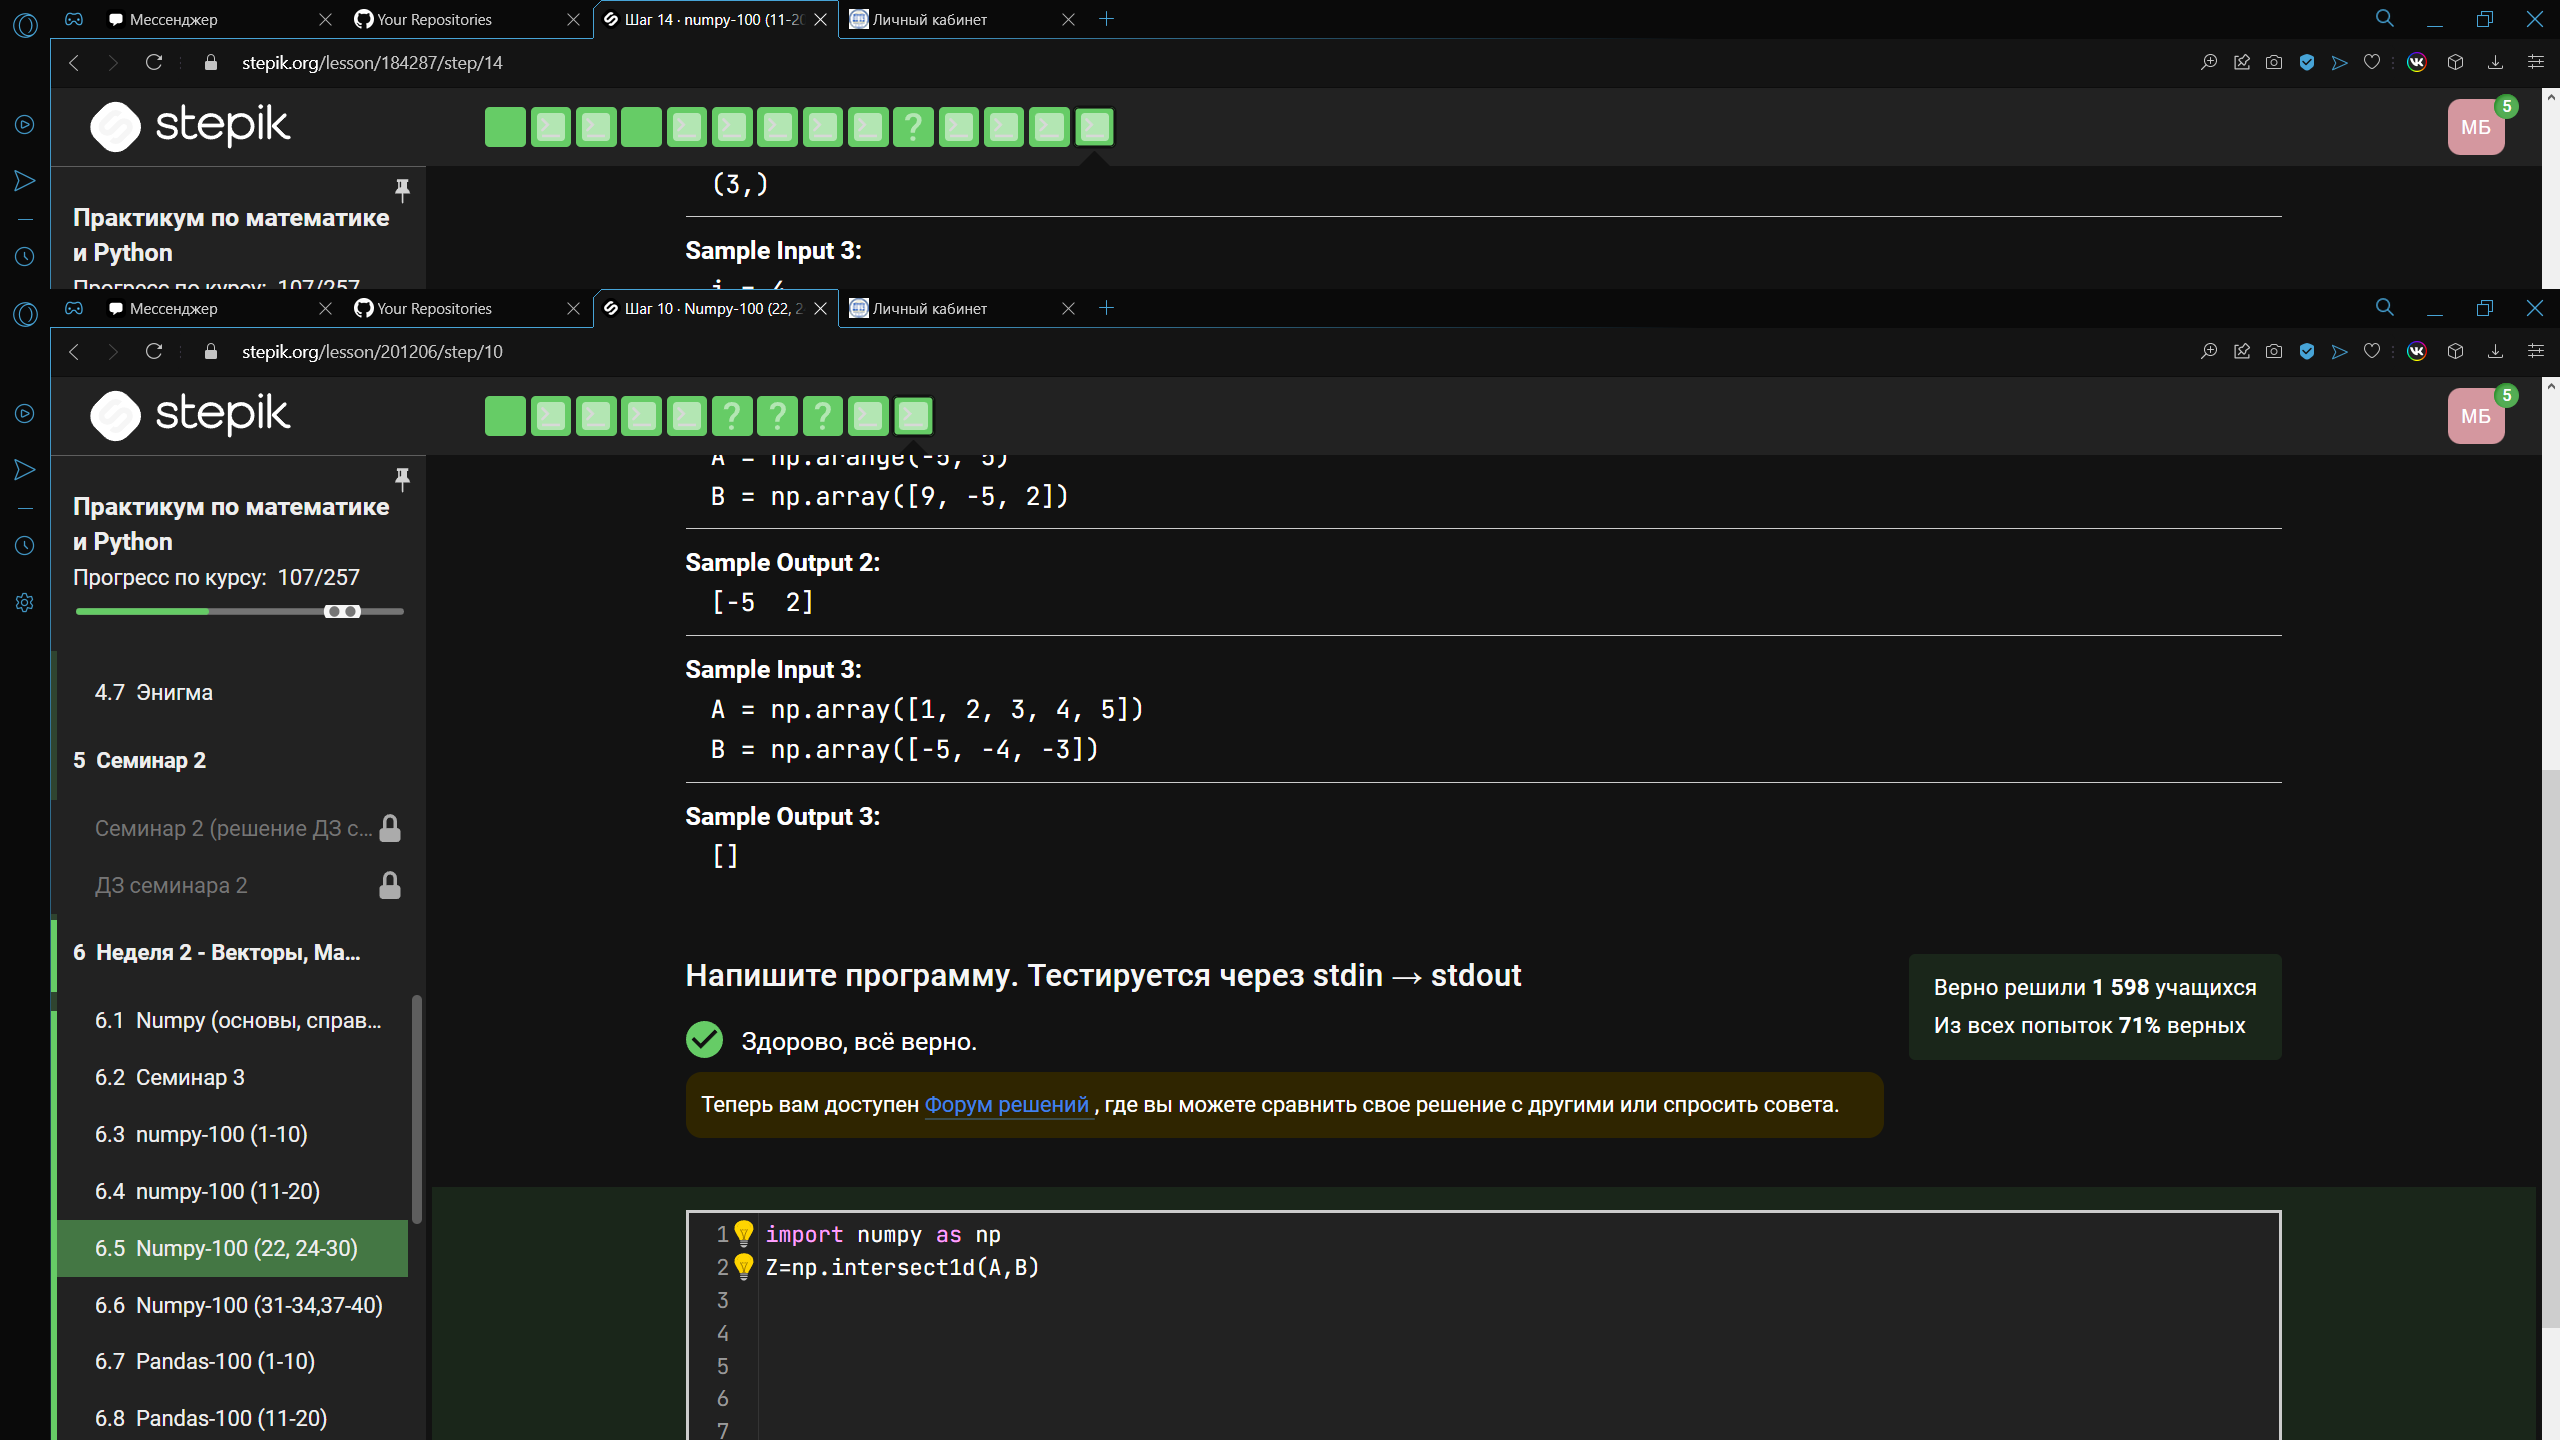 Мессенджер
Your Repositories
Шаг 14 · numpy-100 (11-20
Личный кабинет
stepik.org/lesson/184287/step/14
stepik
?
МБ
5
Практикум по математике
и Python
Прогресс по курсу: 107/257
(3,)
Sample Input 3:
i = 4
Мессенджер
Your Repositories
Шаг 10 · Numpy-100 (22, 2
Личный кабинет
stepik.org/lesson/201206/step/10
stepik
? ? ?
МБ
5
Практикум по математике
и Python
Прогресс по курсу: 107/257
4.7 Энигма
5 Семинар 2
Семинар 2 (решение ДЗ с...
ДЗ семинара 2
6 Неделя 2 - Векторы, Ма...
6.1 Numpy (основы, справ...
6.2 Семинар 3
6.3 numpy-100 (1-10)
6.4 numpy-100 (11-20)
6.5 Numpy-100 (22, 24-30)
6.6 Numpy-100 (31-34,37-40)
6.7 Pandas-100 (1-10)
6.8 Pandas-100 (11-20)
A = np.arange(-5, 5)
B = np.array([9, -5, 2])
Sample Output 2:
[-5  2]
Sample Input 3:
A = np.array([1, 2, 3, 4, 5])
B = np.array([-5, -4, -3])
Sample Output 3:
[]
Напишите программу. Тестируется через stdin → stdout
Верно решили 1 598 учащихся
Из всех попыток 71% верных
Здорово, всё верно.
Теперь вам доступен Форум решений , где вы можете сравнить свое решение с другими или спросить совета.
1 import numpy as np
2 Z=np.intersect1d(A,B)
3
4
5
6
7